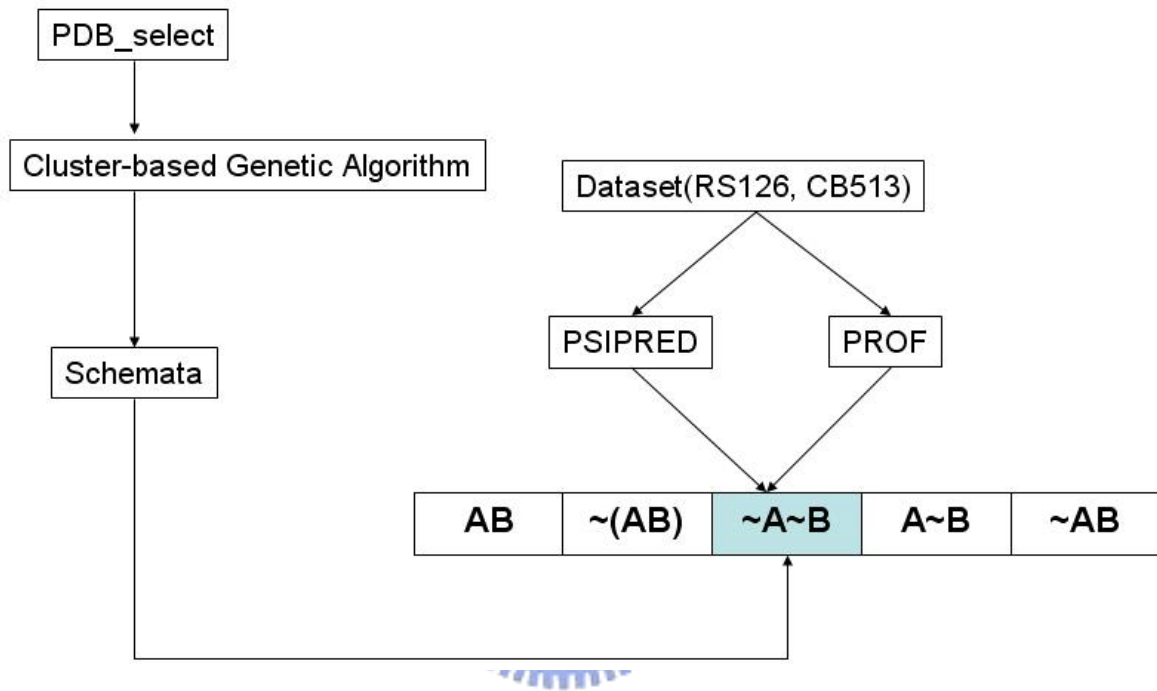 PDB_select
Cluster-based Genetic Algorithm
Dataset(RS126, CB513)
PSIPRED
PROF
Schemata
AB
~(AB)
~A~B
A~B
~AB